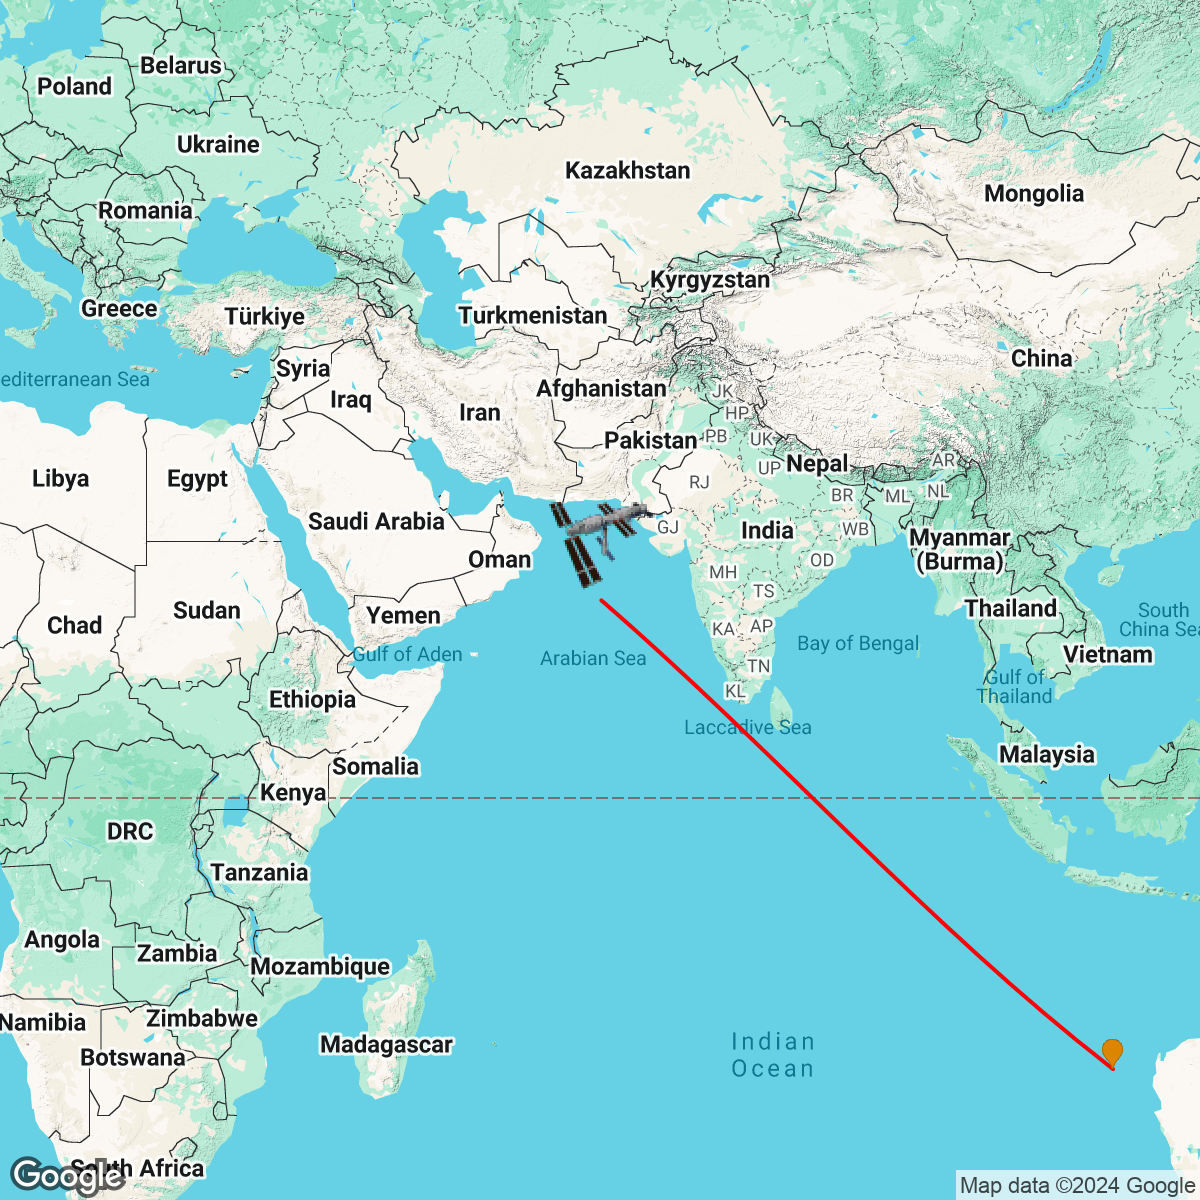 Belarus
Poland
Ukraine
Kazakhstan
Mongolia
Romania
Kyrgyzstan
Greece
Türkiye
Turkmenistan
China
Syria
editerranean Sea
Afghanistan
JK
Iraq
Iran
HP
Pakistan
PB
UK
Nepal
AR
UP
Libya
Egypt
RJ
BR
ML
NL
Saudi Arabia
GJ
India
WB
Myanmar
(Burma)
Oman
OD
MH
TS
Chad
Sudan
Yemen
Thailand
South
China Sea
KA
AP
Gulf of Aden
Arabian Sea
Bay of Bengal
Vietnam
TN
Ethiopia
KL
Gulf of
Thailand
Laccadive Sea
Somalia
Malaysia
Kenya
DRC
Tanzania
Angola
Zambia
Mozambique
Namibia
Zimbabwe
Botswana
Madagascar
Indian
Ocean
South Africa
Google
Map data ©2024 Google